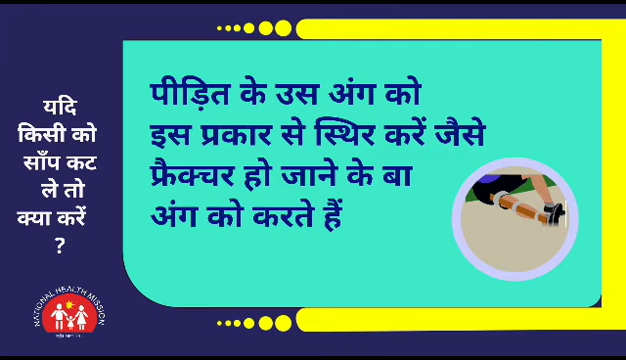 यदि
किसी को
साँप कट
ले तो
क्या करें
?
पीड़ित के उस अंग को
इस प्रकार से स्थिर करें जैसे
फ्रैक्चर हो जाने के बा
अंग को करते हैं
NATIONAL HEALTH MISSION